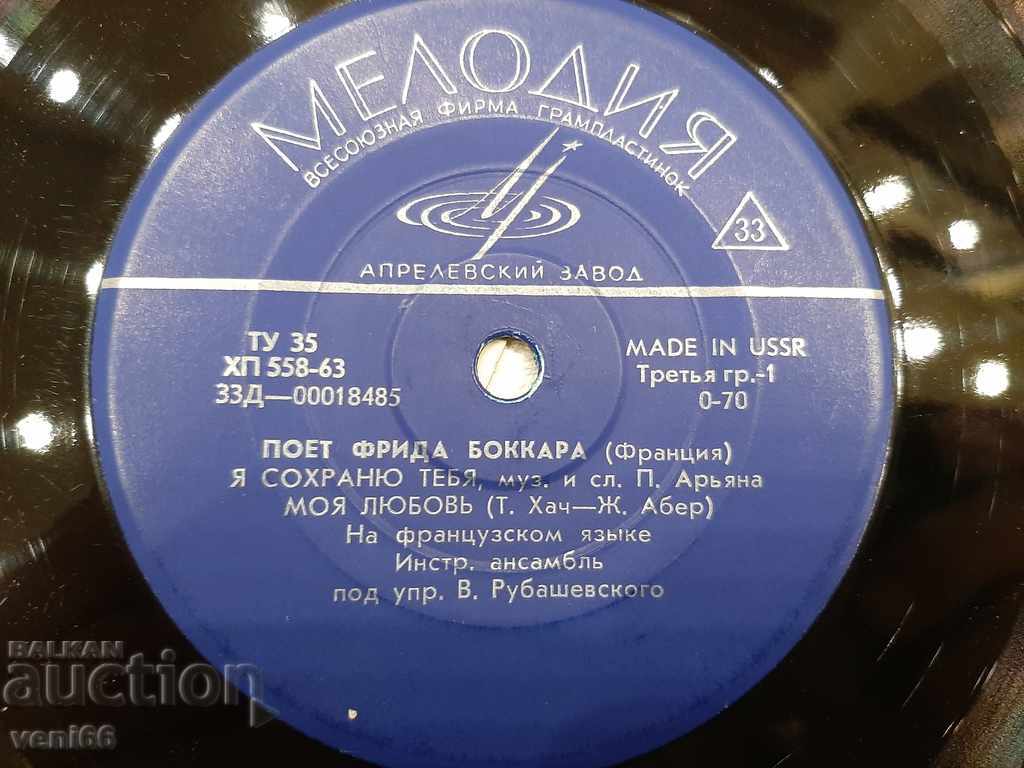 МЕЛОДИЯ
ВСЕСОЮЗНАЯ ФИРМА ГРАМПЛАСТИНОК
33
АПРЕЛЕВСКИЙ ЗАВОД
ТУ 35
ХП 558-63
33Д—00018485
MADE IN USSR
Третья гр.-1
0-70
ПОЕТ ФРИДА БОККАРА (Франция)
Я СОХРАНЮ ТЕБЯ, муз. и сл. П. Арьяна
МОЯ ЛЮБОВЬ (Т. Хач—Ж. Абер)
На французском языке
Инстр. ансамбль
под упр. В. Рубашевского
BALKAN
auction
veni66